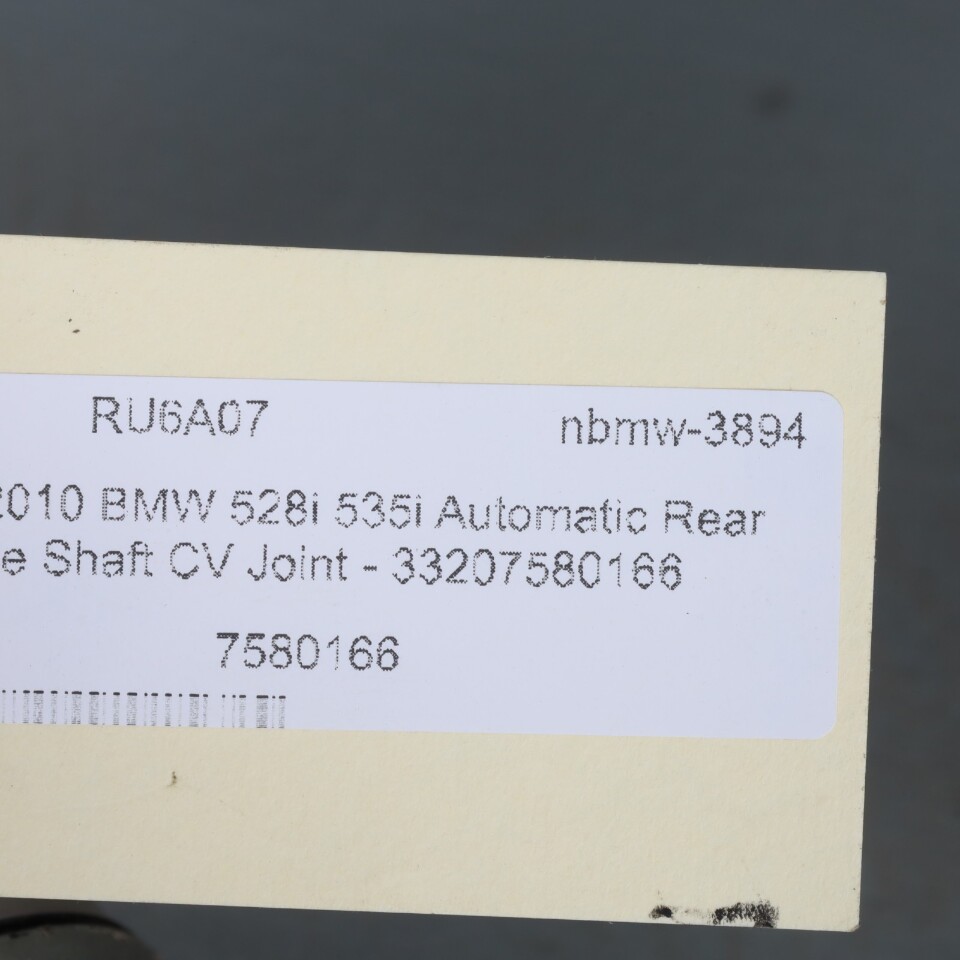 RU6A07 nbmw-3894
2010 BMW 528i 535i Automatic Rear
e Shaft CV Joint - 33207580166
7580166